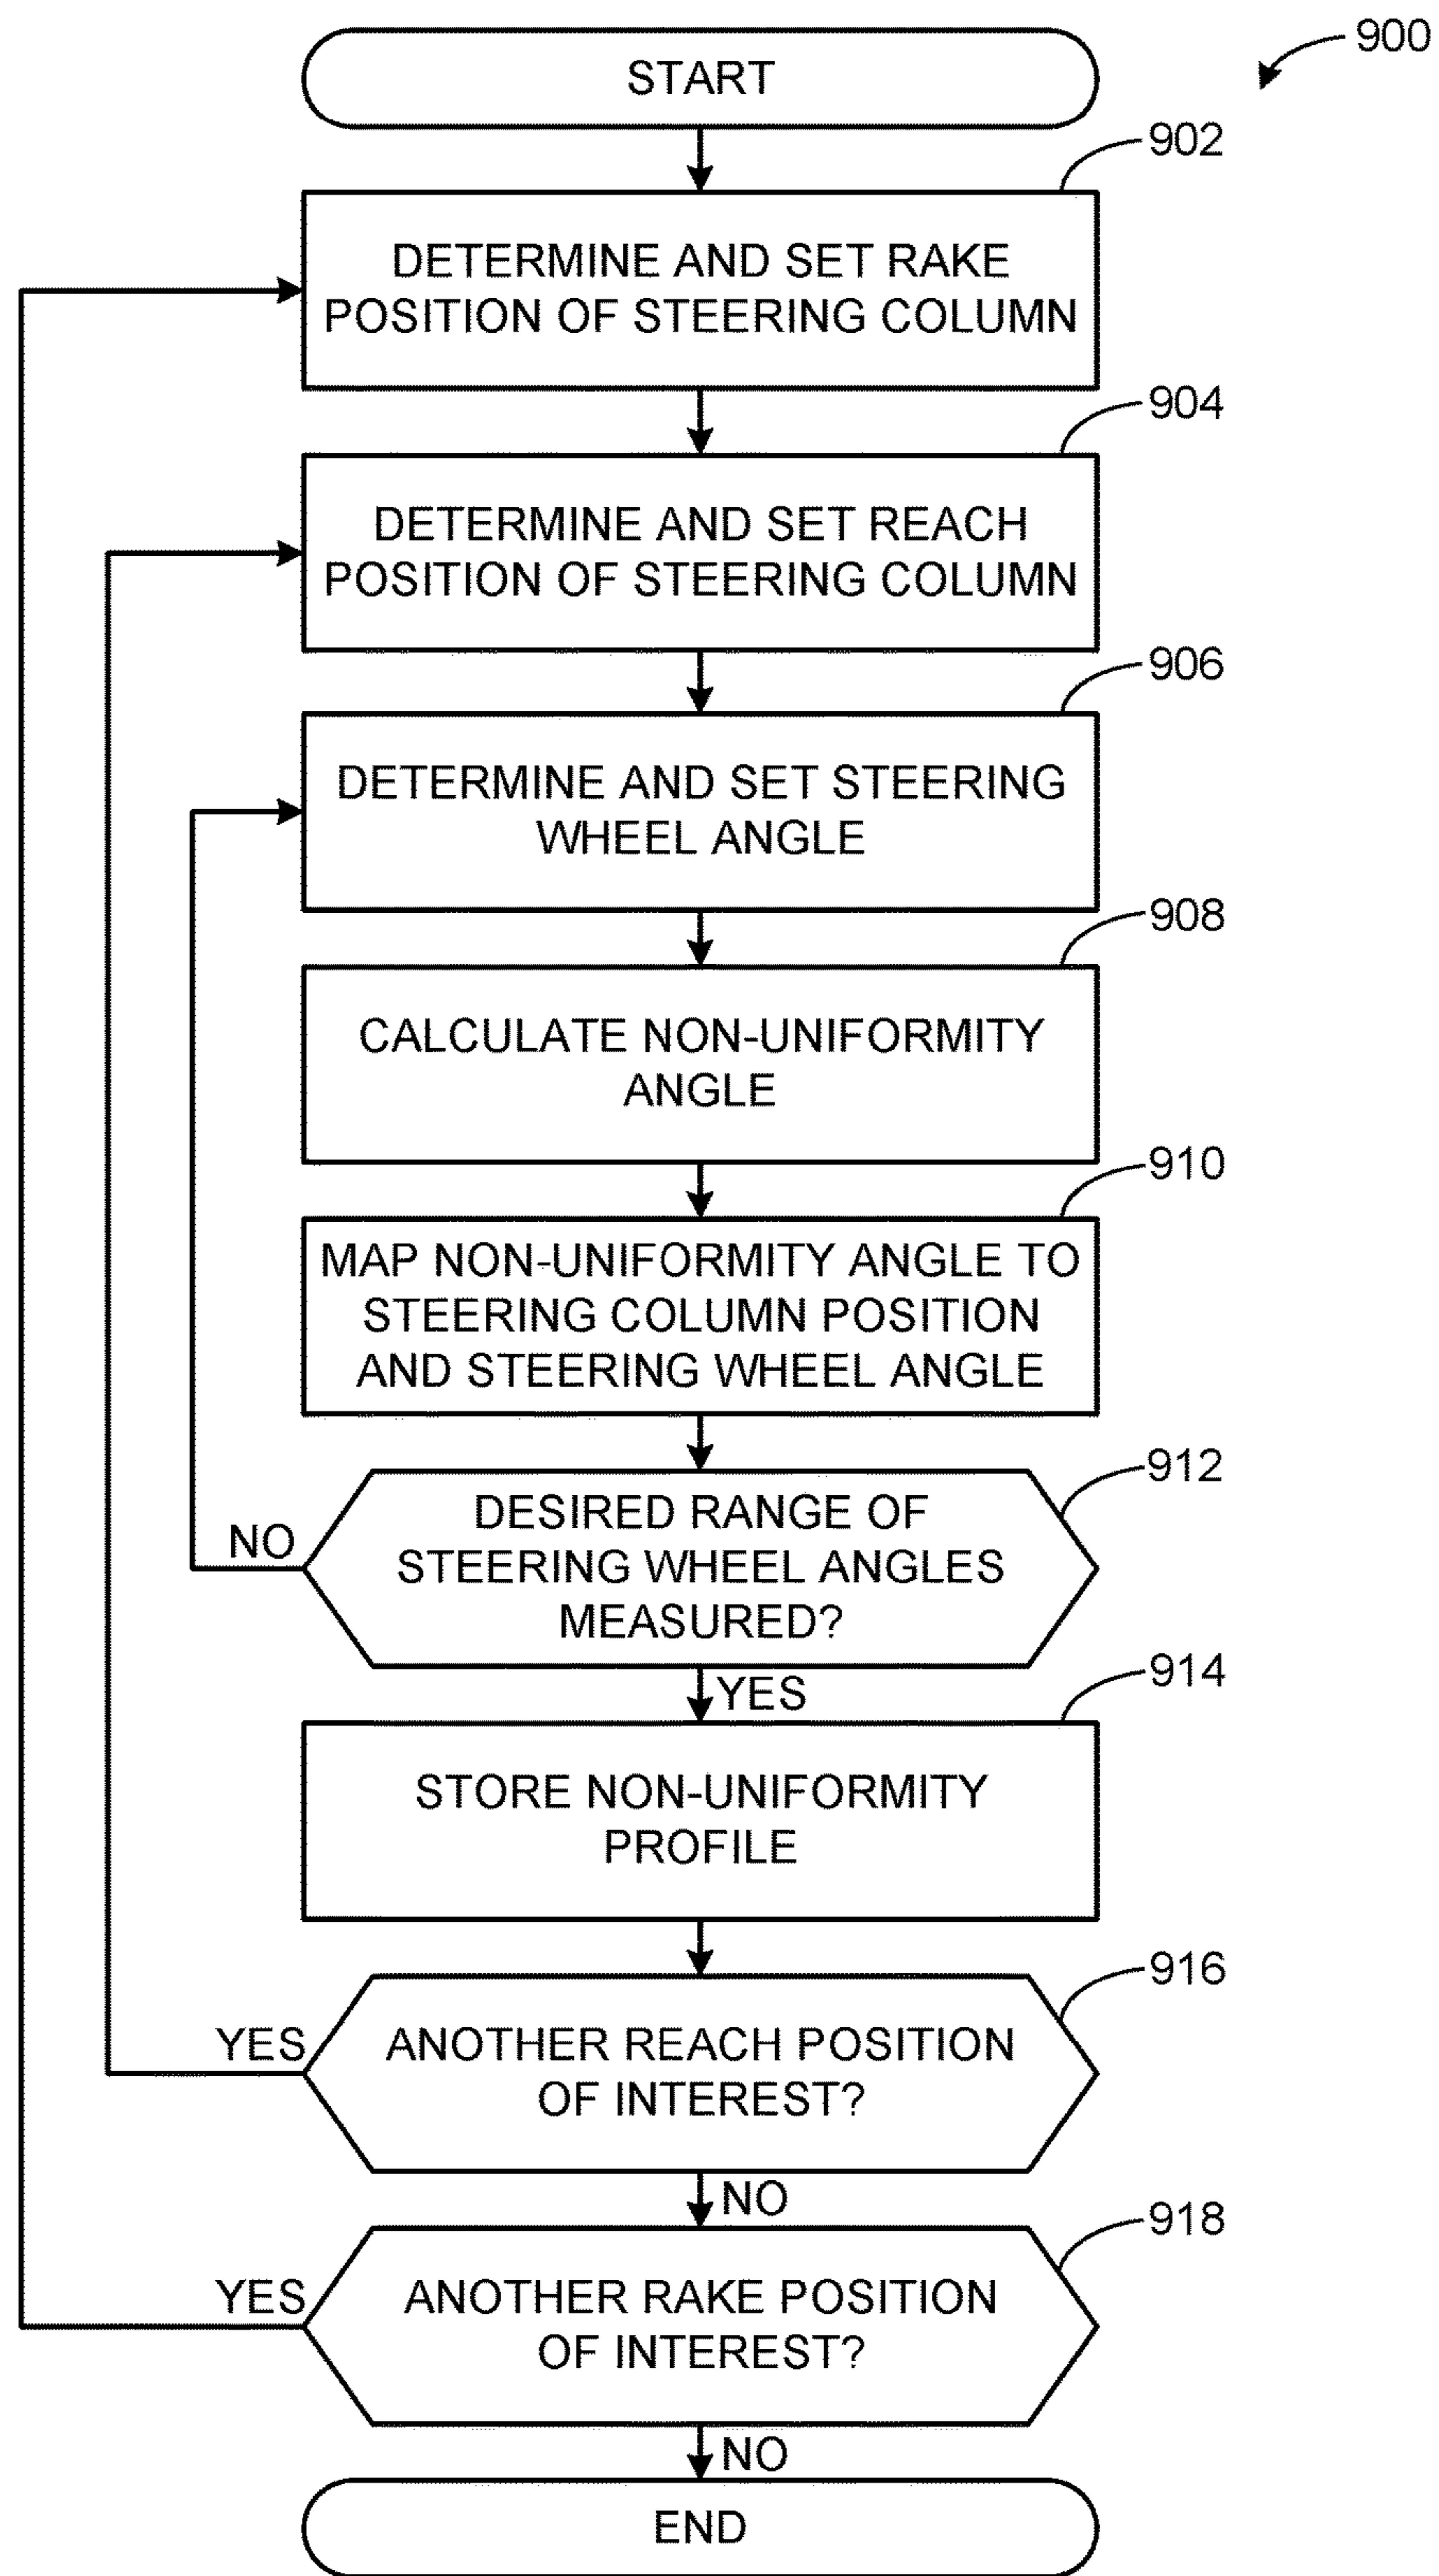 900
START
902
DETERMINE AND SET RAKE
POSITION OF STEERING COLUMN
904
DETERMINE AND SET REACH
POSITION OF STEERING COLUMN
906
DETERMINE AND SET STEERING
WHEEL ANGLE
908
CALCULATE NON-UNIFORMITY
ANGLE
910
MAP NON-UNIFORMITY ANGLE TO
STEERING COLUMN POSITION
AND STEERING WHEEL ANGLE
912
DESIRED RANGE OF
STEERING WHEEL ANGLES
MEASURED?
NO
YES
914
STORE NON-UNIFORMITY
PROFILE
916
ANOTHER REACH POSITION
OF INTEREST?
YES
NO
918
ANOTHER RAKE POSITION
OF INTEREST?
YES
NO
END